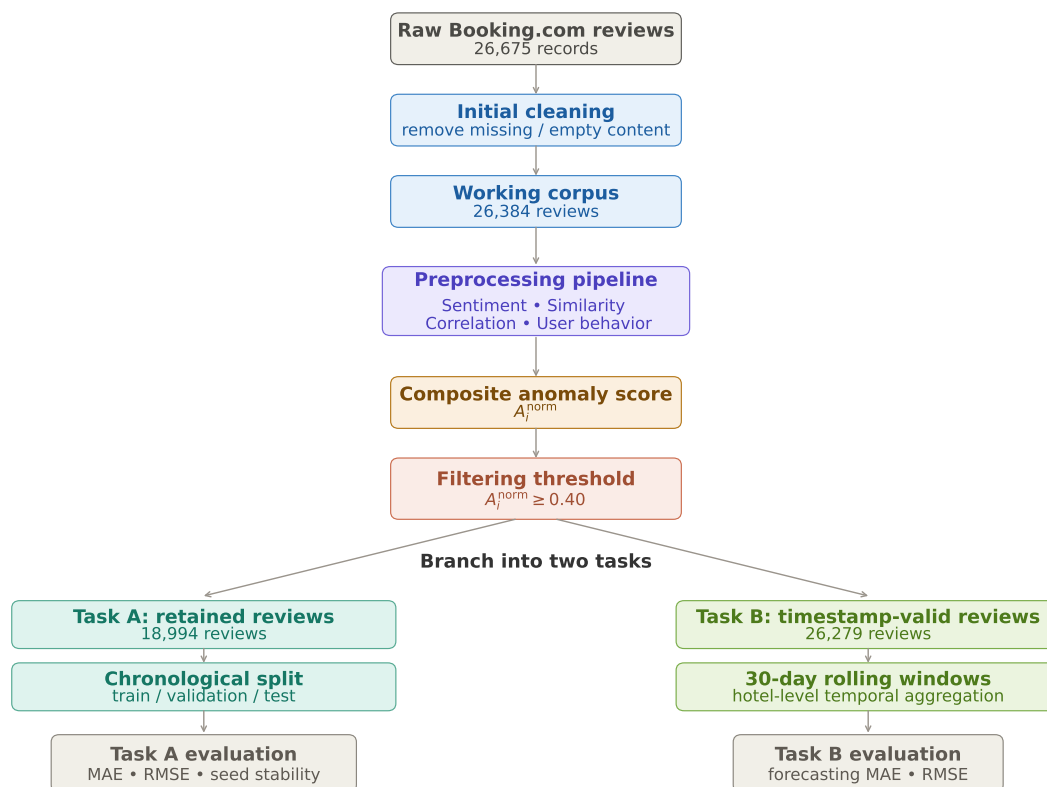 Raw Booking.com reviews
26,675 records
Initial cleaning
remove missing / empty content
Working corpus
26,384 reviews
Preprocessing pipeline
Sentiment • Similarity
Correlation • User behavior
Composite anomaly score
A_i^norm
Filtering threshold
A_i^norm ≥ 0.40
Branch into two tasks
Task A: retained reviews
18,994 reviews
Chronological split
train / validation / test
Task A evaluation
MAE • RMSE • seed stability
Task B: timestamp-valid reviews
26,279 reviews
30-day rolling windows
hotel-level temporal aggregation
Task B evaluation
forecasting MAE • RMSE